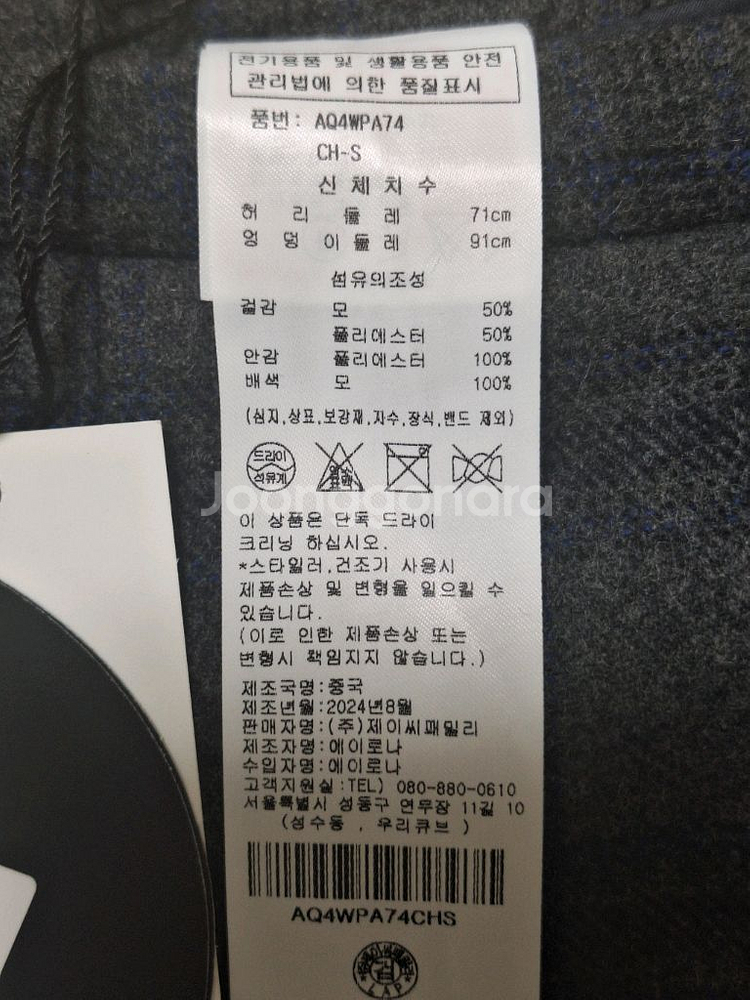 전기용품 및 생활용품 안전
관리법에 의한 품질표시
품번: AQ4WPA74
CH-S
신체치수
허리둘레 71cm
엉덩이둘레 91cm
섬유의조성
겉감 모 50%
폴리에스터 50%
안감 폴리에스터 100%
배색 모 100%
(심지,상표,보강재,자수,장식,밴드 제외)
드라이
석유계
염소
표백
Joonggonara
이 상품은 단독 드라이
크리닝 하십시오.
*스타일러,건조기 사용시
제품손상 및 변형을 일으킬 수
있습니다.
(이로 인한 제품손상 또는
변형시 책임지지 않습니다.)
제조국명:중국
제조년월:2024년8월
판매자명:(주)제이씨패밀리
제조자명:에이로나
수입자명:에이로나
고객지원실:TEL) 080-880-0610
서울특별시 성동구 연무장 11길 10
(성수동 , 우리큐브 )
AQ4WPA74CHS
LAP